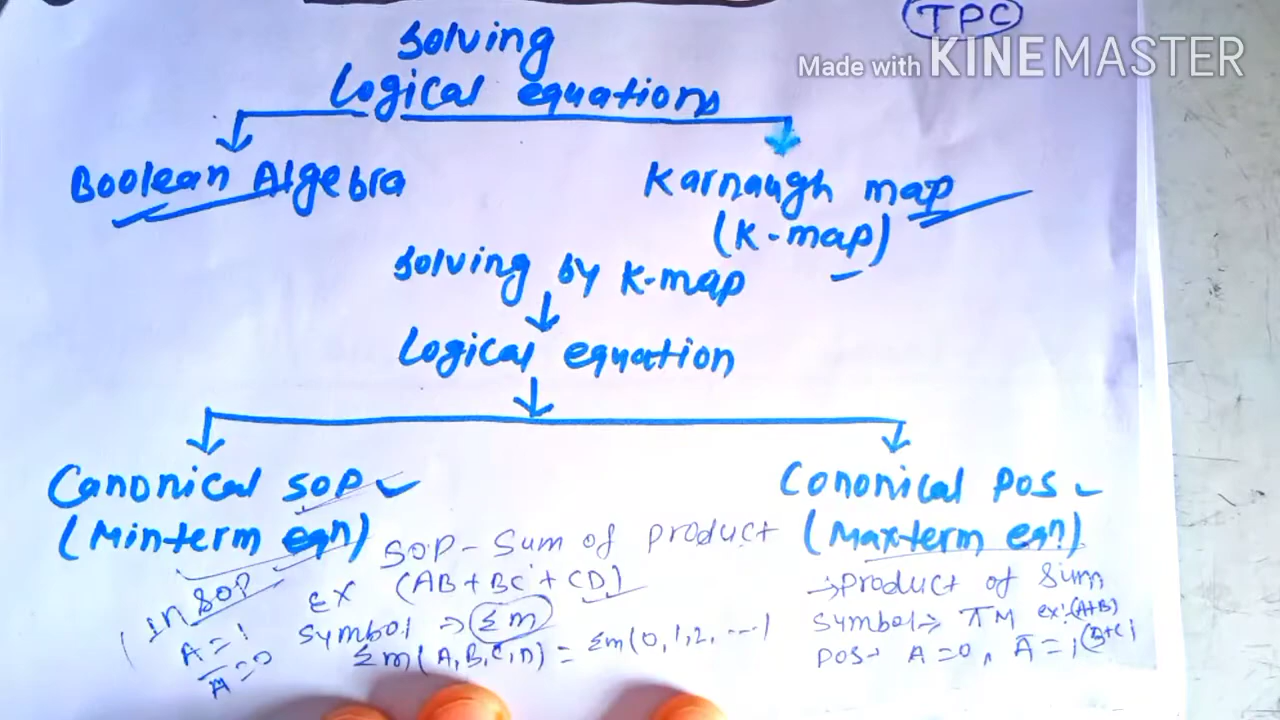 TPC
Made with KINEMASTER
Solving
Logical equations
Boolean Algebra
Karnaugh map
(K-map)
Solving by K-map
Logical equation
Canonical SOP
(Minterm eqn)
SOP - Sum of product
Ex (AB + BC + CD)
Symbol → Σm
Σm(A,B,C,D) = Σm(0,1,2,....)
In SOP
A = 1
Ā = 0
Cononical POS
(Maxterm eqn)
→ Product of Sum
Symbol → πM ex: (A+B)
(B+C)
POS → A = 0, Ā = 1